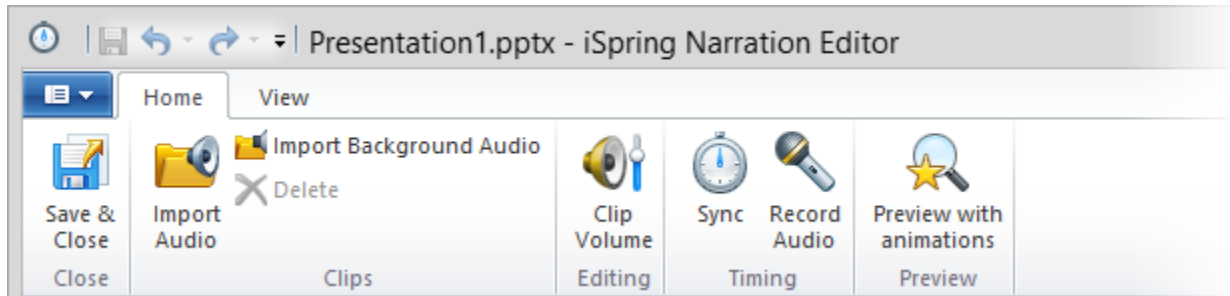 Presentation1.pptx - iSpring Narration Editor
Home View
Import Background Audio
Delete
Save &
Close
Import
Audio
Clip
Volume
Sync
Record
Audio
Preview with
animations
Close
Clips
Editing
Timing
Preview